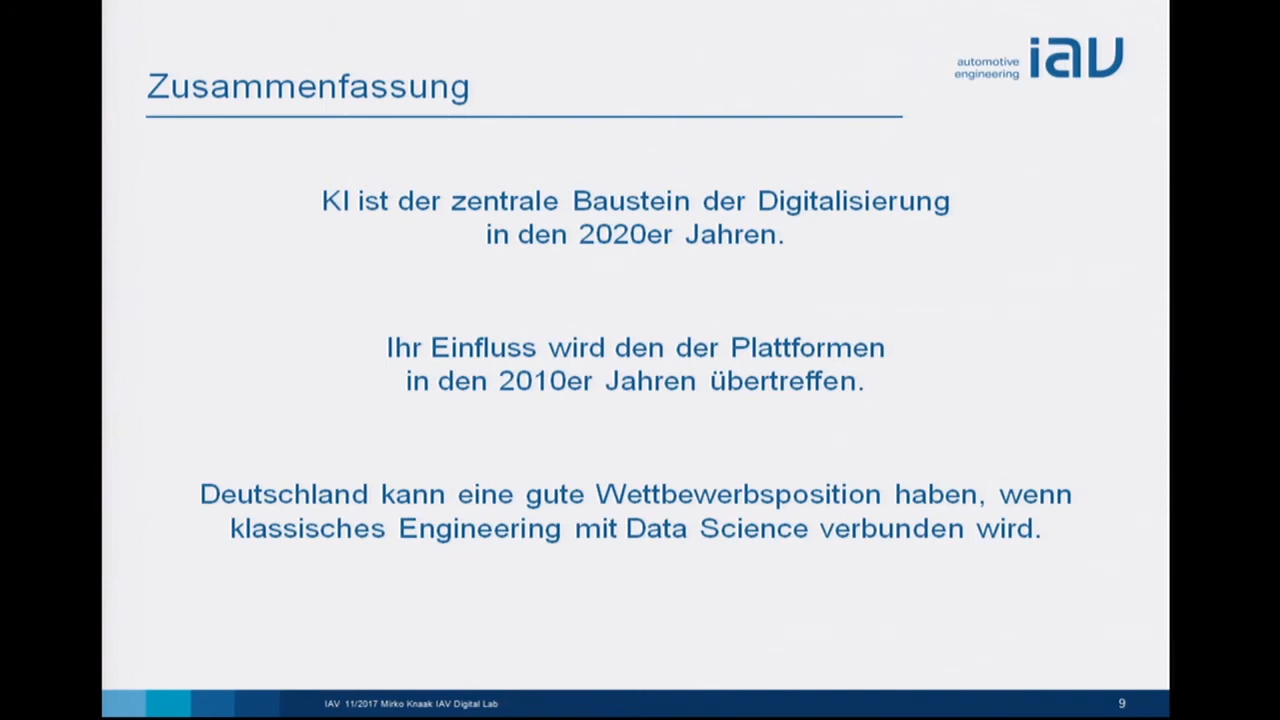 automotive
engineering
iav
Zusammenfassung
KI ist der zentrale Baustein der Digitalisierung
in den 2020er Jahren.
Ihr Einfluss wird den der Plattformen
in den 2010er Jahren übertreffen.
Deutschland kann eine gute Wettbewerbsposition haben, wenn
klassisches Engineering mit Data Science verbunden wird.
IAV 11/2017 Mirko Knaak IAV Digital Lab
9